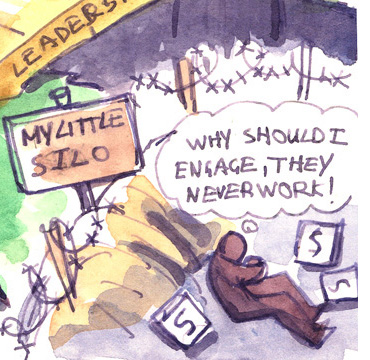 LEADERS
MY LITTLE
SILO
WHY SHOULD I
ENGAGE, THEY
NEVER WORK!
$
S
S